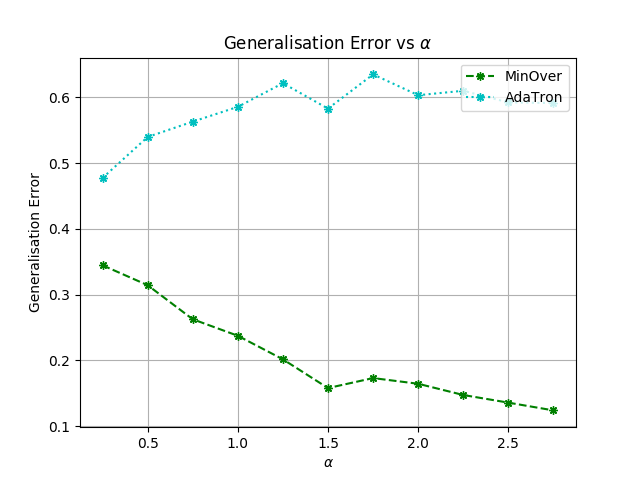 Generalisation Error vs α
MinOver
AdaTron
Generalisation Error
0.6
0.5
0.4
0.3
0.2
0.1
0.5
1.0
1.5
2.0
2.5
α